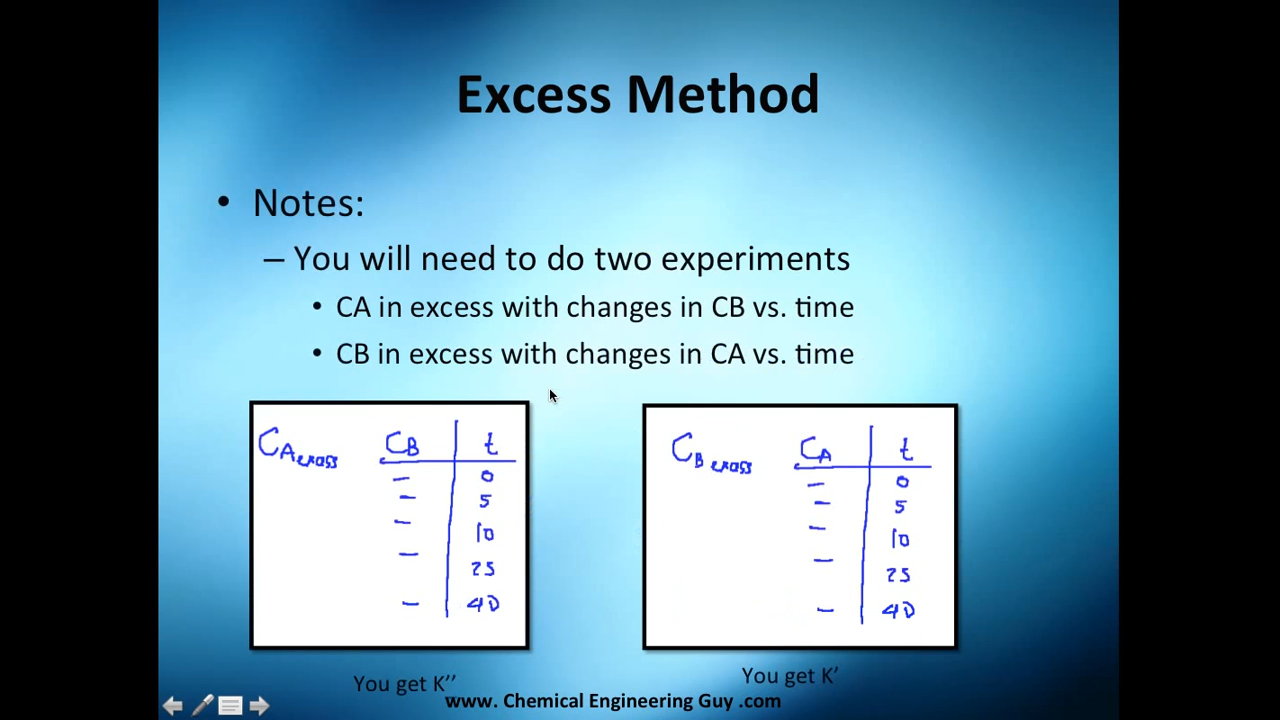 Excess Method
• Notes:
– You will need to do two experiments
• CA in excess with changes in CB vs. time
• CB in excess with changes in CA vs. time
CA excess CB t
– 0
– 5
– 10
– 25
– 40
CB excess CA t
– 0
– 5
– 10
– 25
– 40
You get K’’
You get K’
www. Chemical Engineering Guy .com